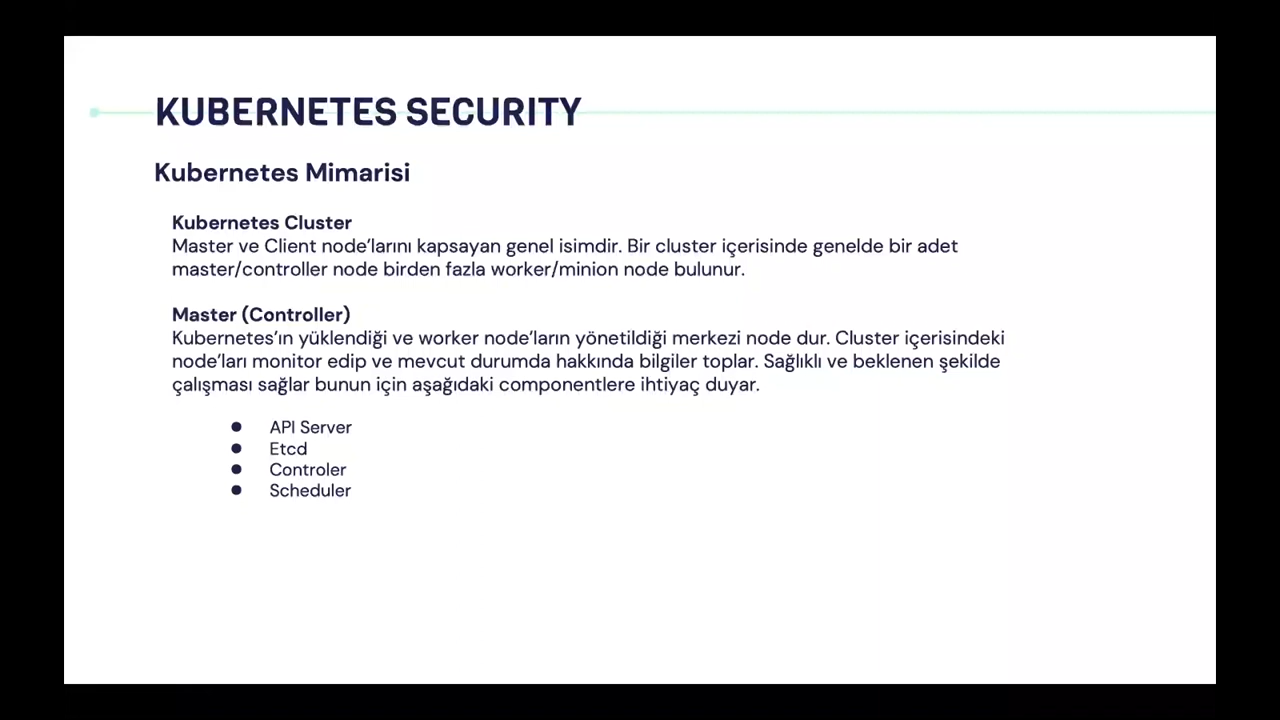 KUBERNETES SECURITY
Kubernetes Mimarisi
Kubernetes Cluster
Master ve Client node’larını kapsayan genel isimdir. Bir cluster içerisinde genelde bir adet
master/controller node birden fazla worker/minion node bulunur.
Master (Controller)
Kubernetes’ın yüklendiği ve worker node’ların yönetildiği merkezi node dur. Cluster içerisindeki
node’ları monitor edip ve mevcut durumda hakkında bilgiler toplar. Sağlıklı ve beklenen şekilde
çalışması sağlar bunun için aşağıdaki componentlere ihtiyaç duyar.
● API Server
● Etcd
● Controler
● Scheduler